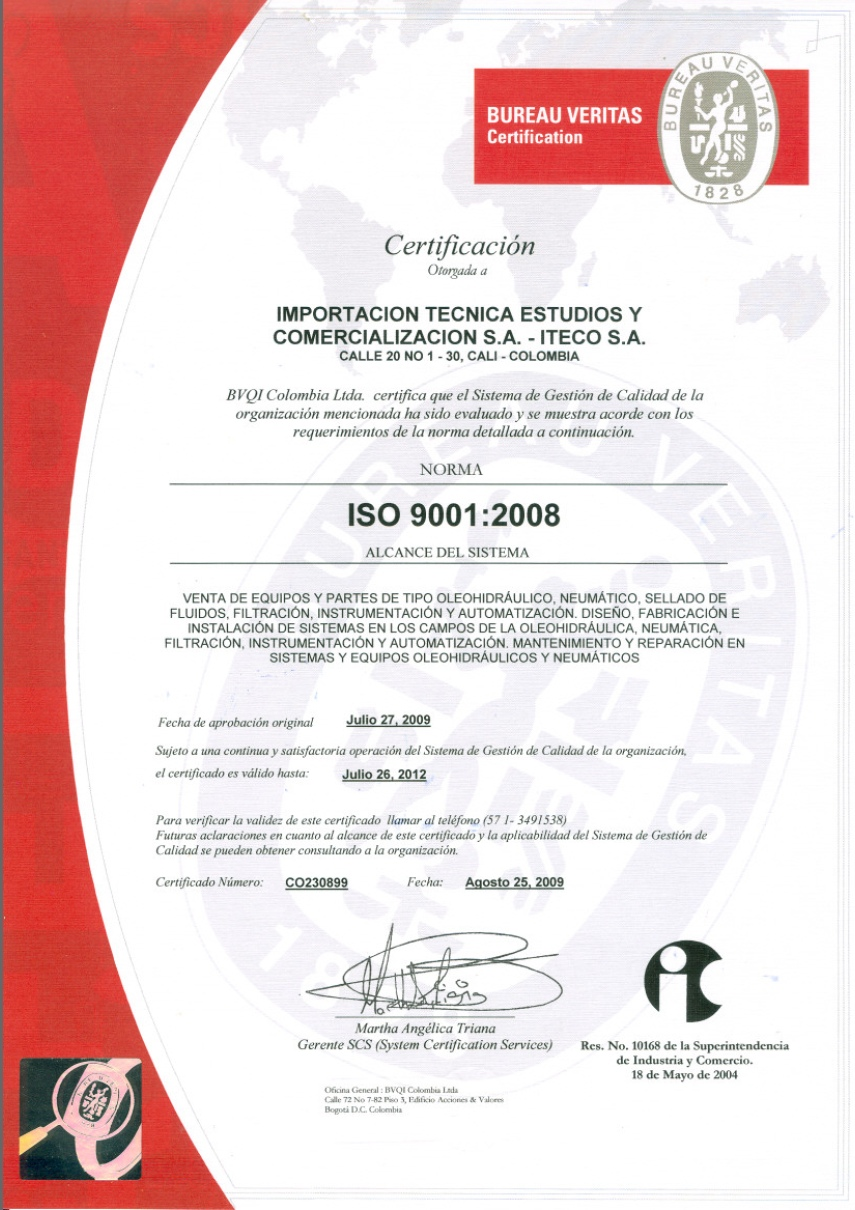 BUREAU VERITAS
Certification
BUREAU VERITAS
1828
Certificación
Otorgada a
IMPORTACION TECNICA ESTUDIOS Y
COMERCIALIZACION S.A. - ITECO S.A.
CALLE 20 NO 1 - 30, CALI - COLOMBIA
BVQI Colombia Ltda. certifica que el Sistema de Gestión de Calidad de la
organización mencionada ha sido evaluado y se muestra acorde con los
requerimientos de la norma detallada a continuación.
NORMA
ISO 9001:2008
ALCANCE DEL SISTEMA
VENTA DE EQUIPOS Y PARTES DE TIPO OLEOHIDRÁULICO, NEUMÁTICO, SELLADO DE
FLUIDOS, FILTRACIÓN, INSTRUMENTACIÓN Y AUTOMATIZACIÓN. DISEÑO, FABRICACIÓN E
INSTALACIÓN DE SISTEMAS EN LOS CAMPOS DE LA OLEOHIDRÁULICA, NEUMÁTICA,
FILTRACIÓN, INSTRUMENTACIÓN Y AUTOMATIZACIÓN. MANTENIMIENTO Y REPARACIÓN EN
SISTEMAS Y EQUIPOS OLEOHIDRÁULICOS Y NEUMÁTICOS
Fecha de aprobación original Julio 27, 2009
Sujeto a una continua y satisfactoria operación del Sistema de Gestión de Calidad de la organización,
el certificado es válido hasta: Julio 26, 2012
Para verificar la validez de este certificado llamar al teléfono (57 1- 3491538)
Futuras aclaraciones en cuanto al alcance de este certificado y la aplicabilidad del Sistema de Gestión de
Calidad se pueden obtener consultando a la organización.
Certificado Número: CO230899 Fecha: Agosto 25, 2009
Martha Angélica Triana
Gerente SCS (System Certification Services)
Res. No. 10168 de la Superintendencia
de Industria y Comercio.
18 de Mayo de 2004
Oficina General : BVQI Colombia Ltda
Calle 72 No 7-82 Piso 3, Edificio Acciones & Valores
Bogotá D.C. Colombia